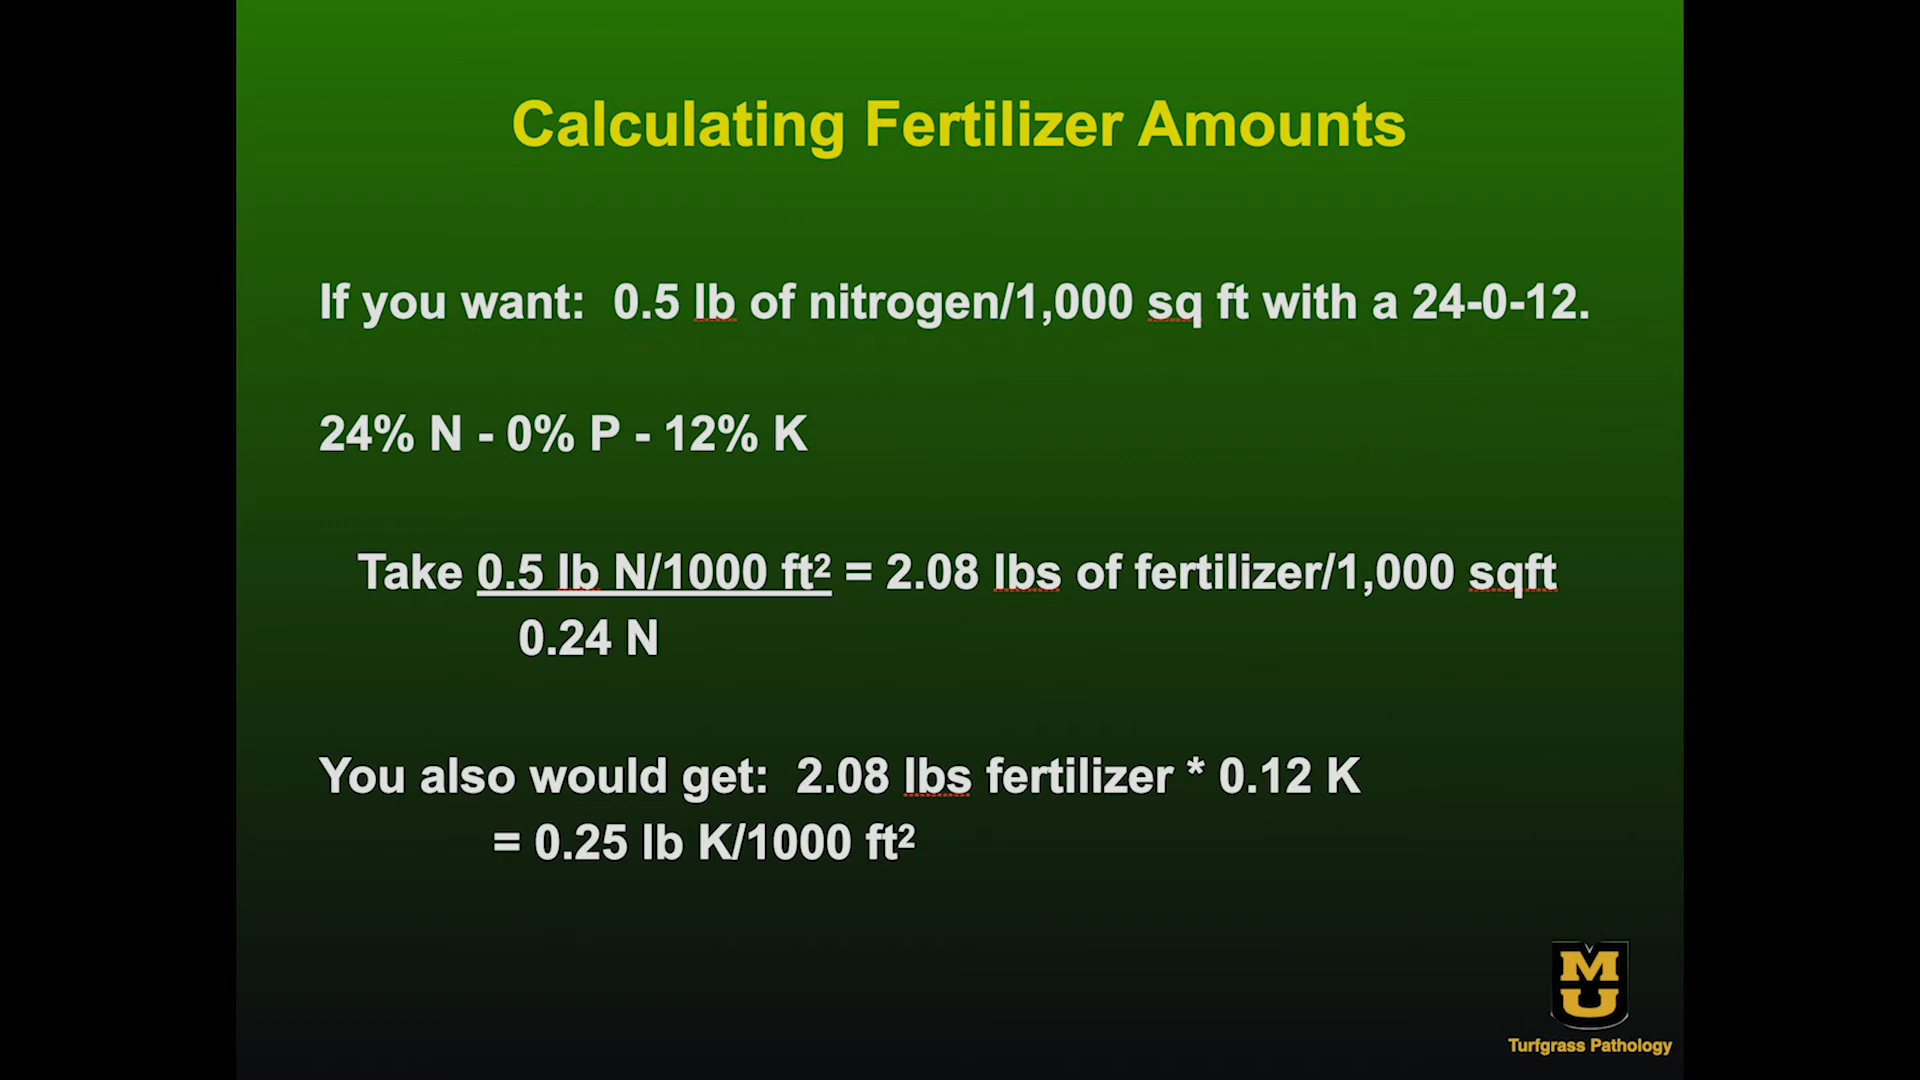 Calculating Fertilizer Amounts
If you want:  0.5 lb of nitrogen/1,000 sq ft with a 24-0-12.
24% N - 0% P - 12% K
Take 0.5 lb N/1000 ft² = 2.08 lbs of fertilizer/1,000 sqft
0.24 N
You also would get:  2.08 lbs fertilizer * 0.12 K
= 0.25 lb K/1000 ft²
M
U
Turfgrass Pathology